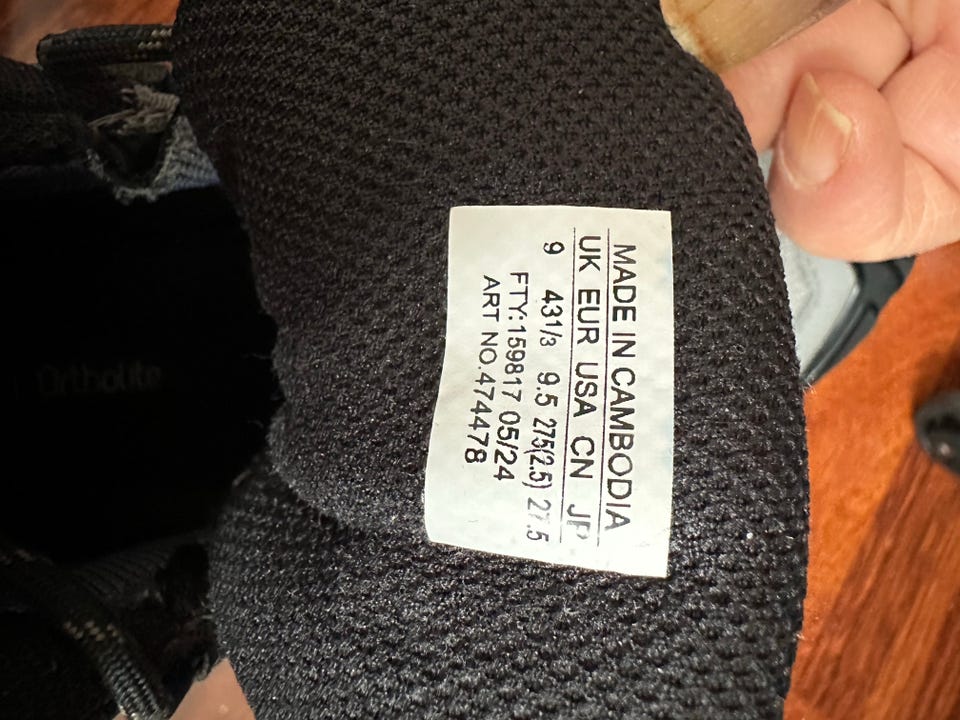 MADE IN CAMBODIA
UK EUR USA CN JP
9 43 1/3 9.5 275(2.5) 27.5
FTY:159817 05/24
ART NO.474478
Ortholite